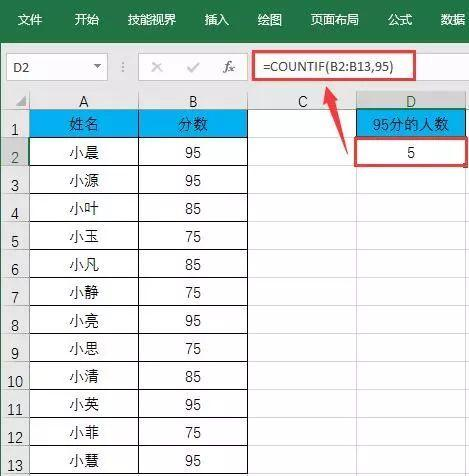 文件 开始 技能视界 绘图 插入 页面布局 公式 数据
D2 fx =COUNTIF(B2:B13,95)
A B C D
1 姓名 分数 95分的人数
2 小晨 95 5
3 小源 95
4 小叶 85
5 小玉 75
6 小凡 85
7 小静 75
8 小亮 95
9 小思 75
10 小清 85
11 小英 95
12 小菲 75
13 小慧 95